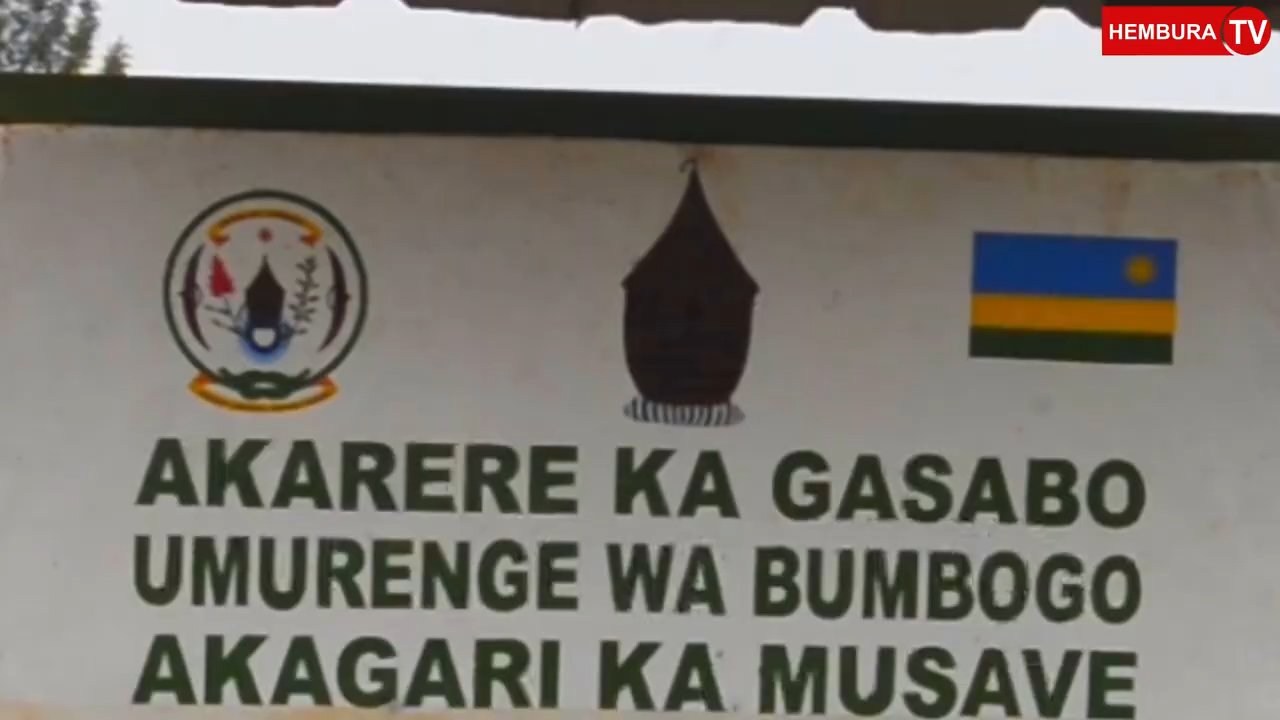 HEMBURA TV
AKARERE KA GASABO
UMURENGE WA BUMBOGO
AKAGARI KA MUSAVE